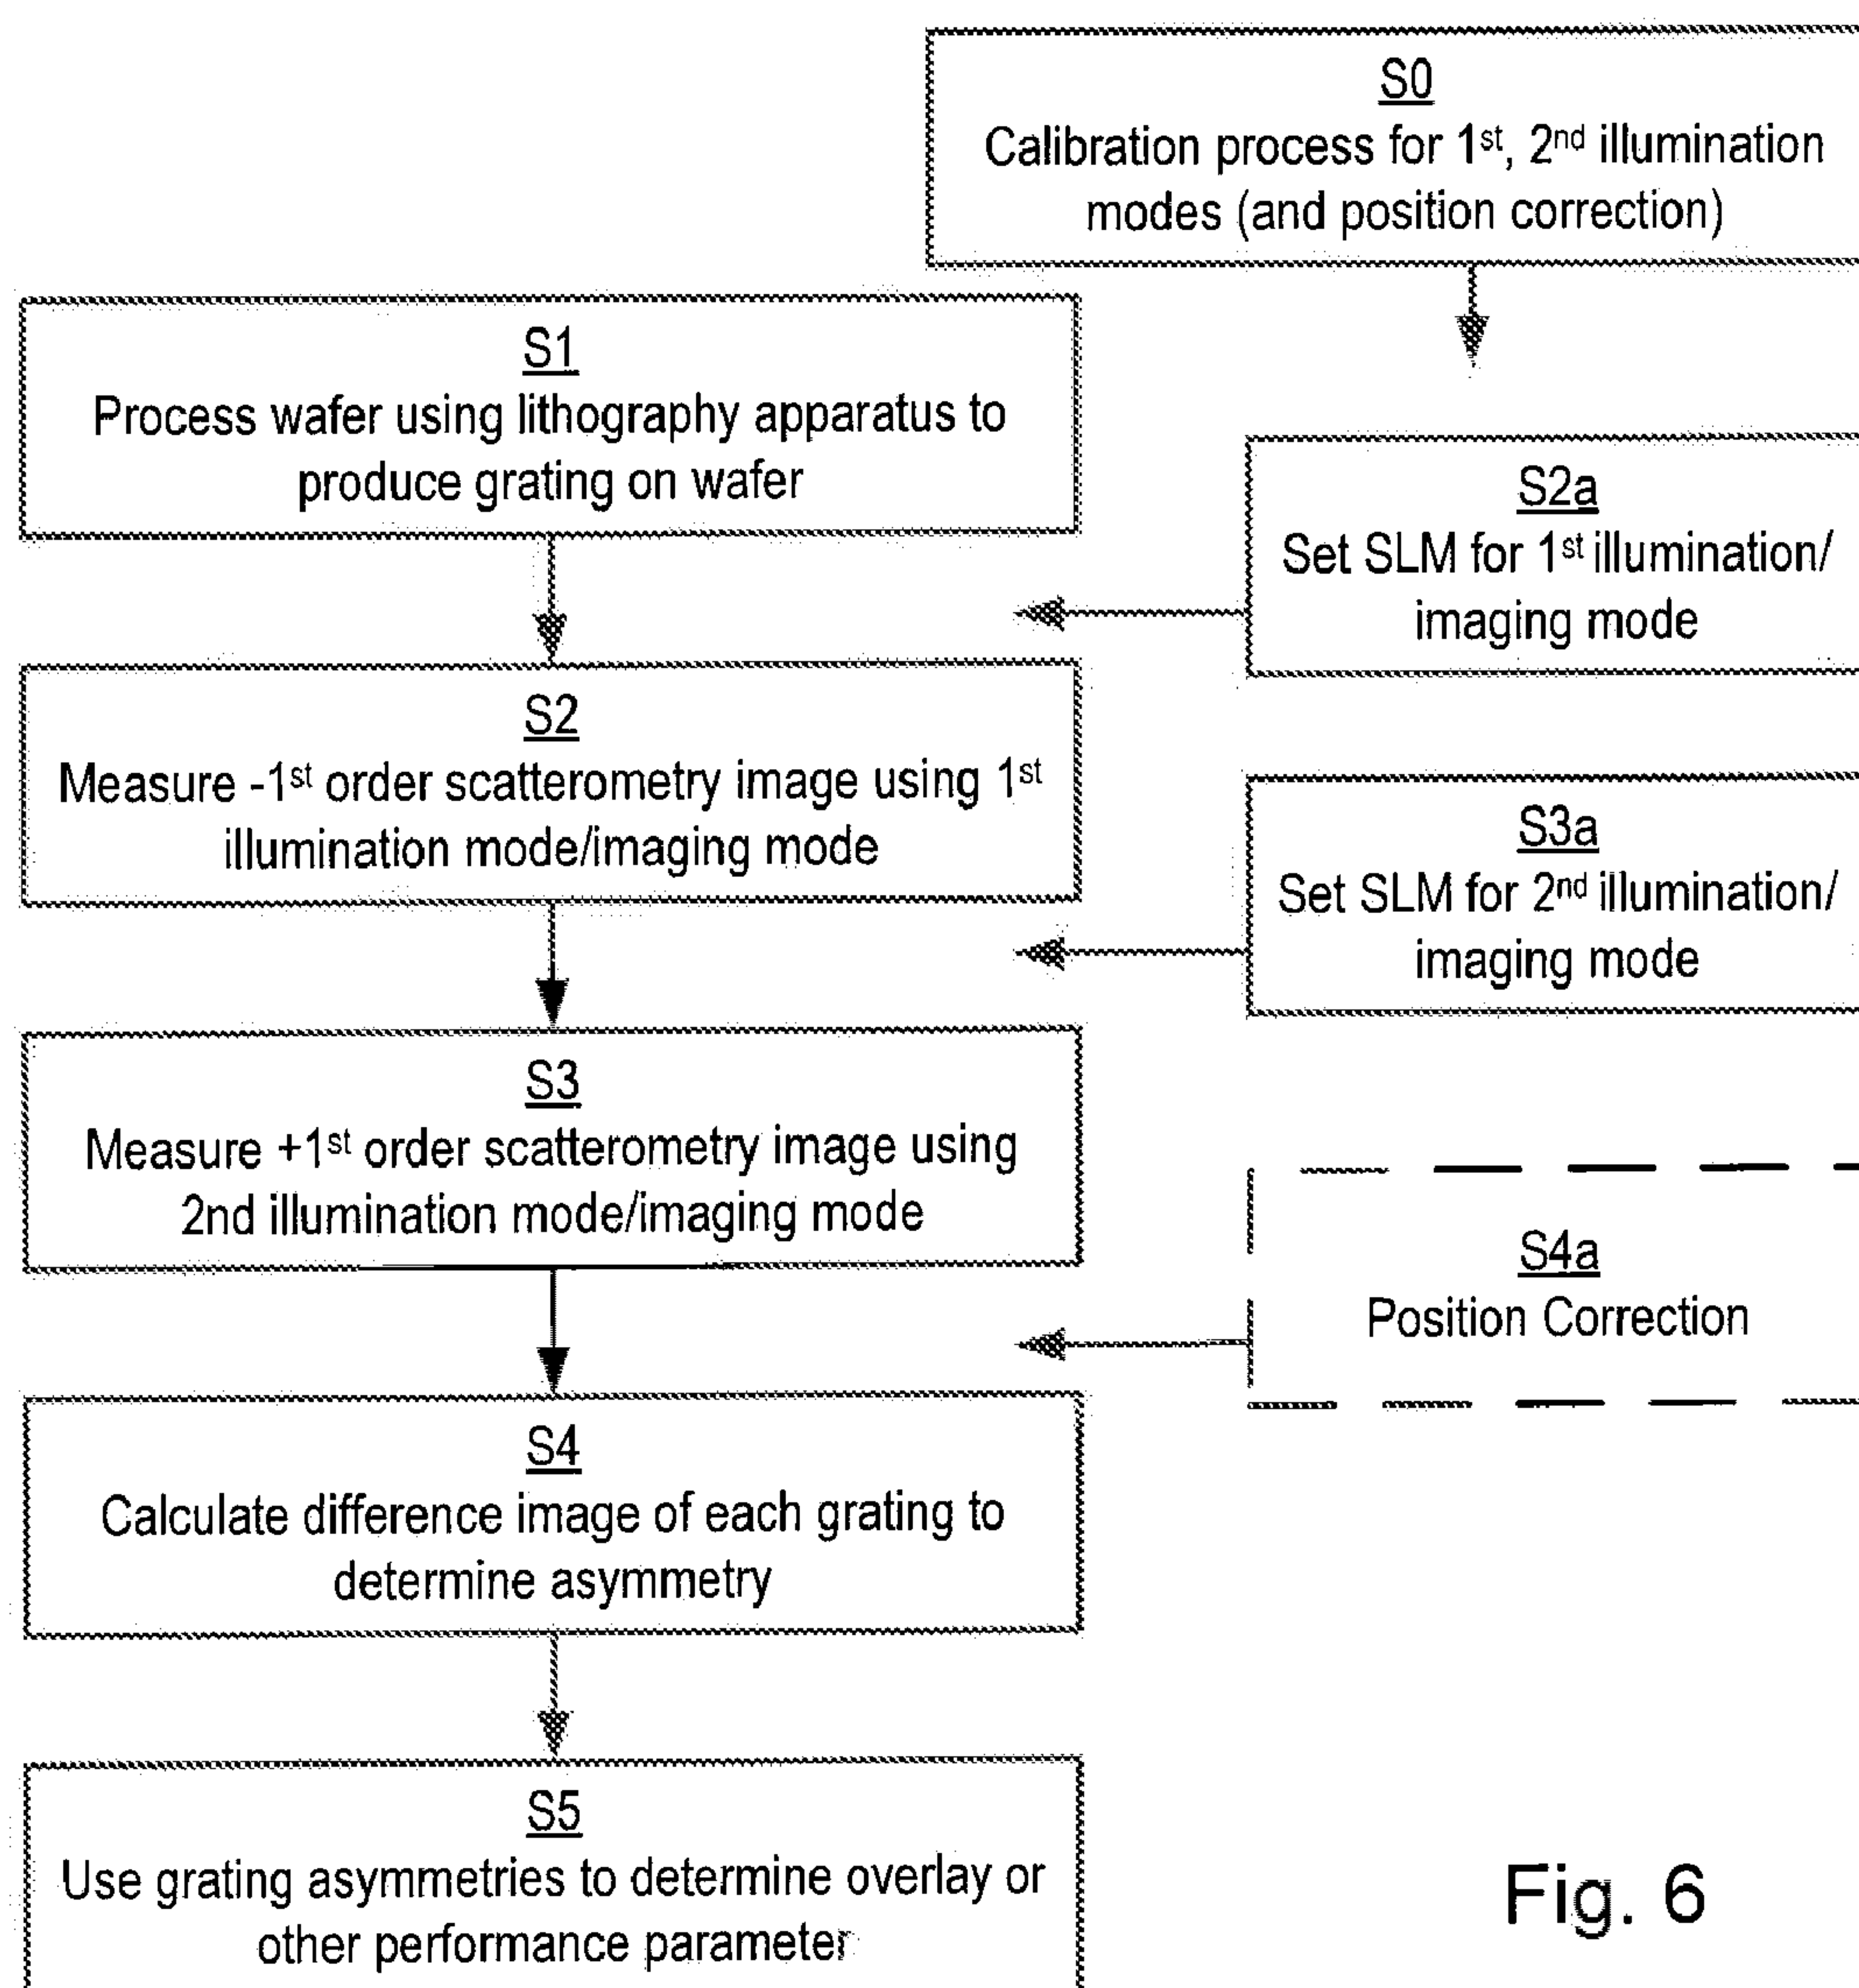 S0
Calibration process for 1st, 2nd illumination
modes (and position correction)
S1
Process wafer using lithography apparatus to
produce grating on wafer
S2a
Set SLM for 1st illumination/
imaging mode
S2
Measure -1st order scatterometry image using 1st
illumination mode/imaging mode
S3a
Set SLM for 2nd illumination/
imaging mode
S3
Measure +1st order scatterometry image using
2nd illumination mode/imaging mode
S4a
Position Correction
S4
Calculate difference image of each grating to
determine asymmetry
S5
Use grating asymmetries to determine overlay or
other performance parameter
Fig. 6